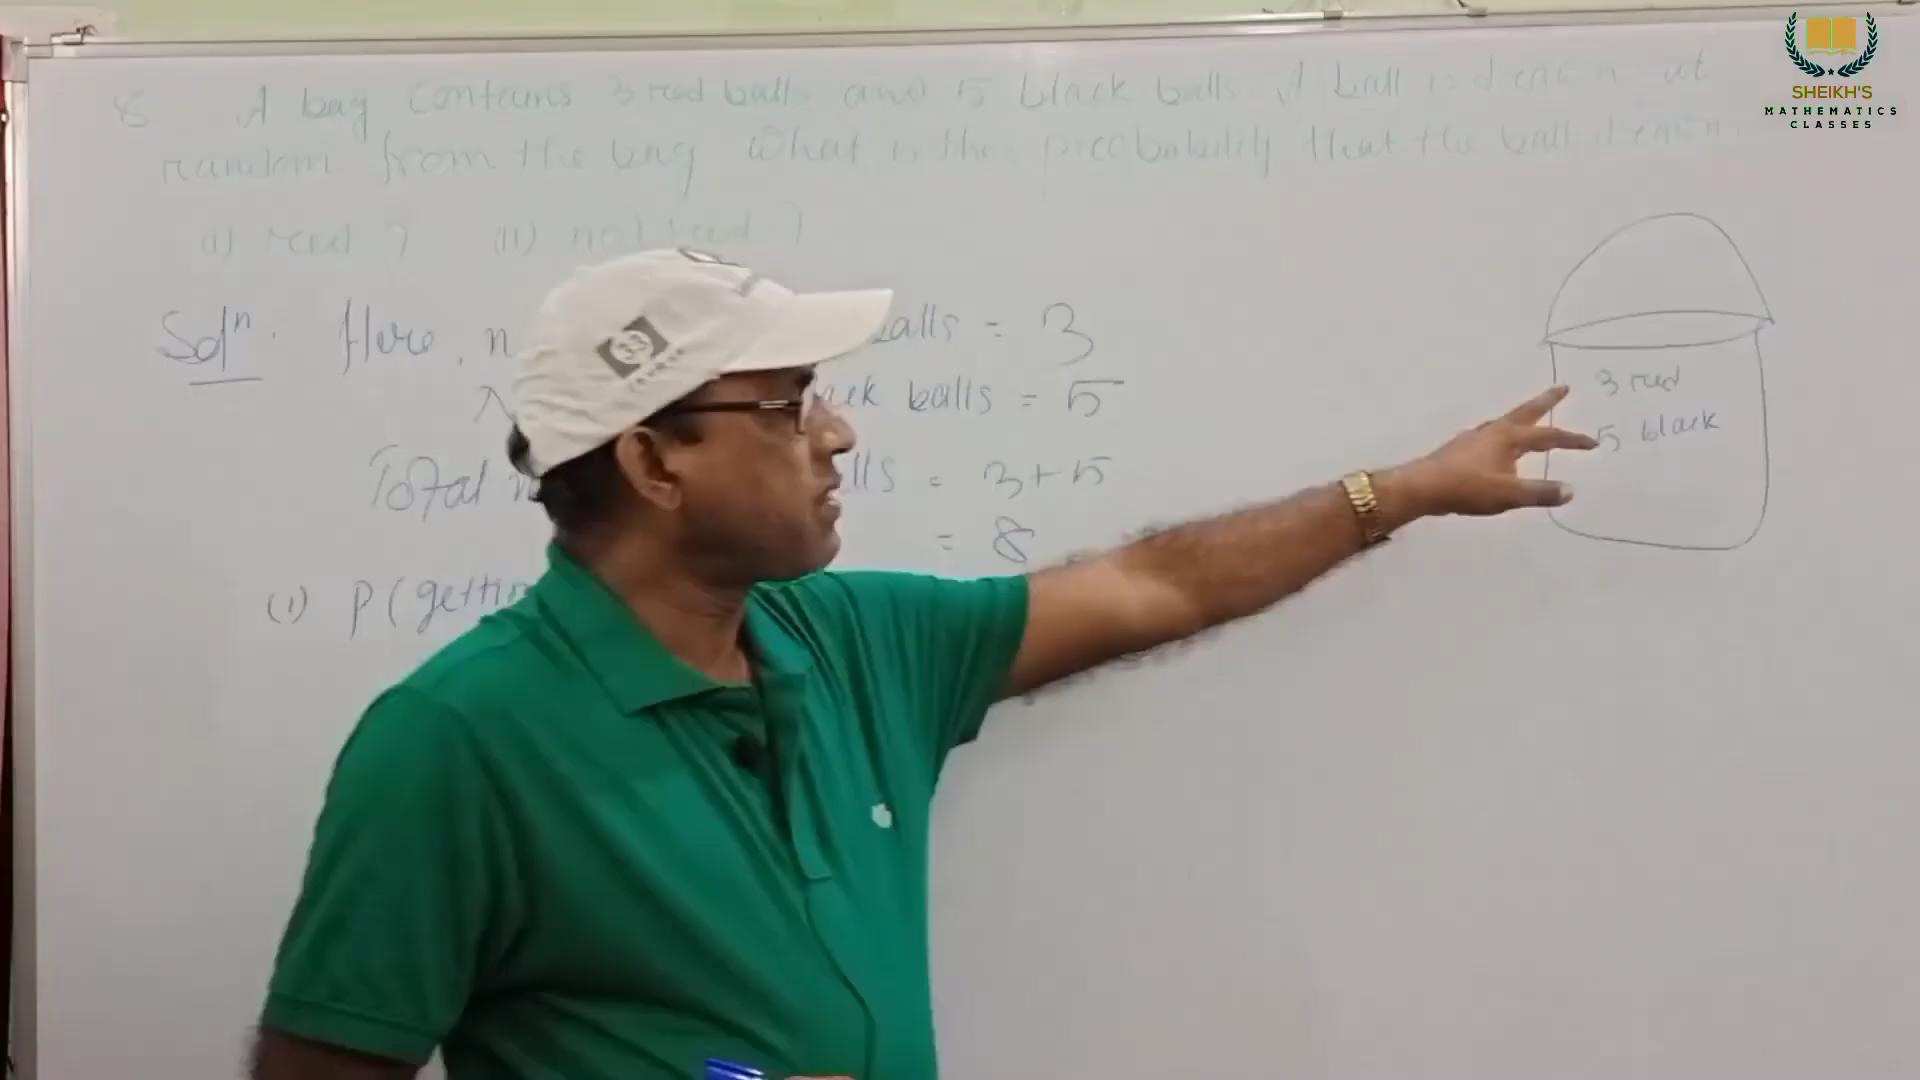 8 A bag contains 3 red balls and 5 black balls. A ball is drawn at
random from the bag. What is the probability that the ball drawn
(i) red ? (ii) not red ?
Solⁿ. Here, n balls = 3
balls = 5
Total = 3+5
= 8
(i) P(gettin
3 red
5 black
SHEIKH'S
MATHEMATICS
CLASSES